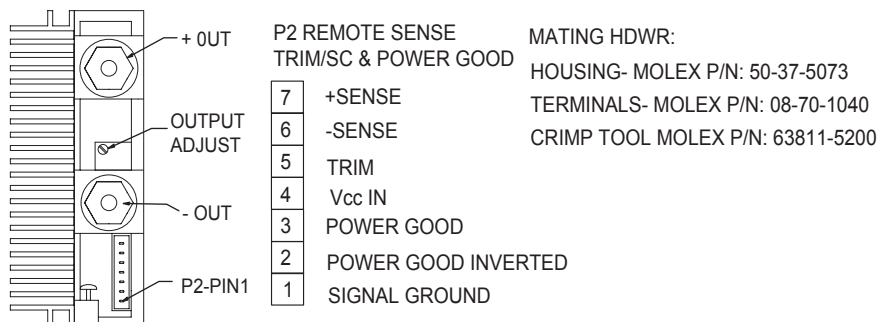 + 0UT
OUTPUT
ADJUST
- OUT
P2-PIN1
P2 REMOTE SENSE
TRIM/SC & POWER GOOD
7 +SENSE
6 -SENSE
5 TRIM
4 Vcc IN
3 POWER GOOD
2 POWER GOOD INVERTED
1 SIGNAL GROUND
MATING HDWR:
HOUSING- MOLEX P/N: 50-37-5073
TERMINALS- MOLEX P/N: 08-70-1040
CRIMP TOOL MOLEX P/N: 63811-5200